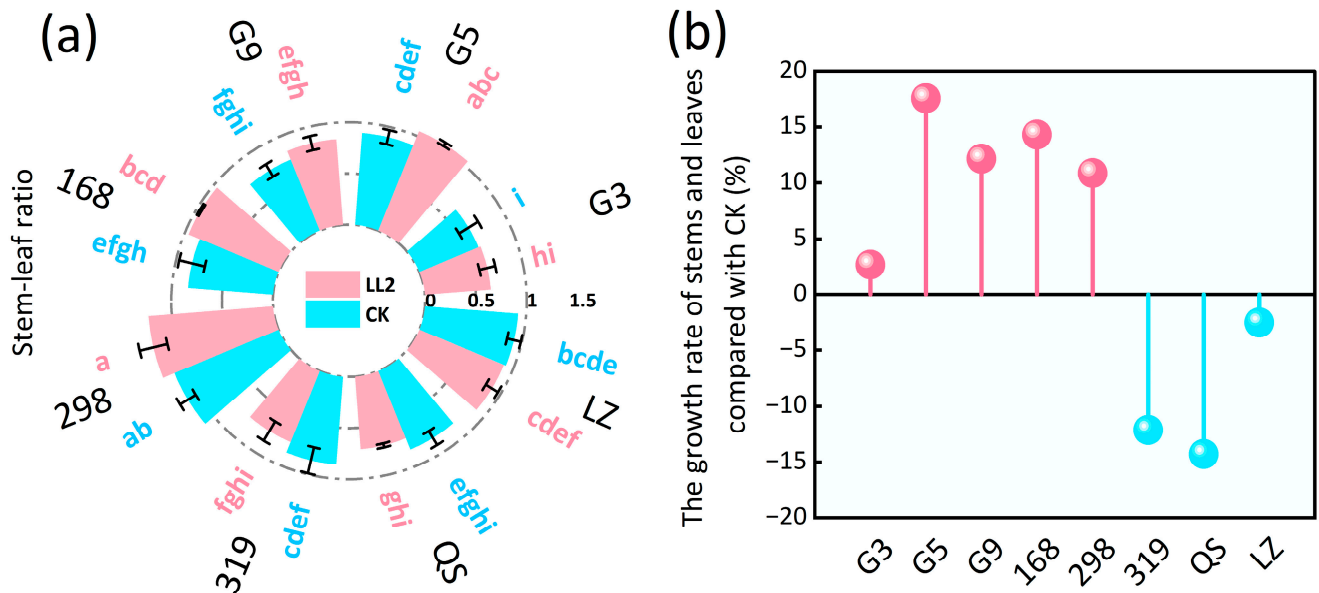 (a)
Stem-leaf ratio
G9
efgh
fghi
cdef
G5
abc
168
bcd
efgh
i
G3
hi
LL2
CK
0 0.5 1 1.5
a
298
ab
bcde
LZ
cdef
fghi
319
cdef
ghi
efghi
QS
(b)
The growth rate of stems and leaves
compared with CK (%)
20
15
10
5
0
−5
−10
−15
−20
G3 G5 G9 168 298 319 QS LZ